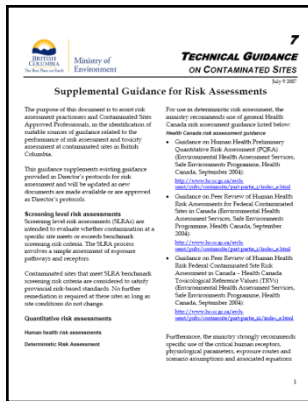 BRITISH
COLUMBIA
The Best Place on Earth
Ministry of
Environment
7
TECHNICAL GUIDANCE
ON CONTAMINATED SITES
July 9 2007
Supplemental Guidance for Risk Assessments
The purpose of this document is to assist risk
assessment practitioners and Contaminated Sites
Approved Professionals, in the identification of
suitable sources of guidance related to the
performance of risk assessment and toxicity
assessment at contaminated sites in British
Columbia.
This guidance supplements existing guidance
provided in Director's protocols for risk
assessment and will be updated as new
documents are made available or are approved
as Director's protocols.
Screening level risk assessments
Screening level risk assessments (SLRAs) are
intended to evaluate whether contamination at a
specific site meets or exceeds benchmark
screening risk criteria. The SLRA process
involves a simple assessment of exposure
pathways and receptors.
Contaminated sites that meet SLRA benchmark
screening risk criteria are considered to satisfy
provincial risk-based standards. No further
remediation is required at these sites as long as
site conditions do not change.
Quantitative risk assessments
Human health risk assessments
Deterministic Risk Assessment
For use in deterministic risk assessment, the
ministry recommends use of general Health
Canada risk assessment guidance listed below:
Health Canada risk assessment guidance
• Guidance on Human Health Preliminary
Quantitative Risk Assessment (PQRA)
(Environmental Health Assessment Services,
Safe Environments Programme, Health
Canada, September 2004):
• Guidance on Peer Review of Human Health
Risk Assessments for Federal Contaminated
Sites in Canada (Environmental Health
Assessment Services, Safe Environments
Programme, Health Canada, September
2004):
• Guidance on Peer Review of Human Health
Risk Federal Contaminated Site Risk
Assessment in Canada – Health Canada
Toxicological Reference Values (TRVs)
(Environmental Health Assessment Services,
Safe Environments Programme, Health
Canada, September 2004):
Furthermore, the ministry strongly recommends
specific use of the critical human receptors,
physiological parameters, exposure routes and
scenario assumptions and associated equations
1